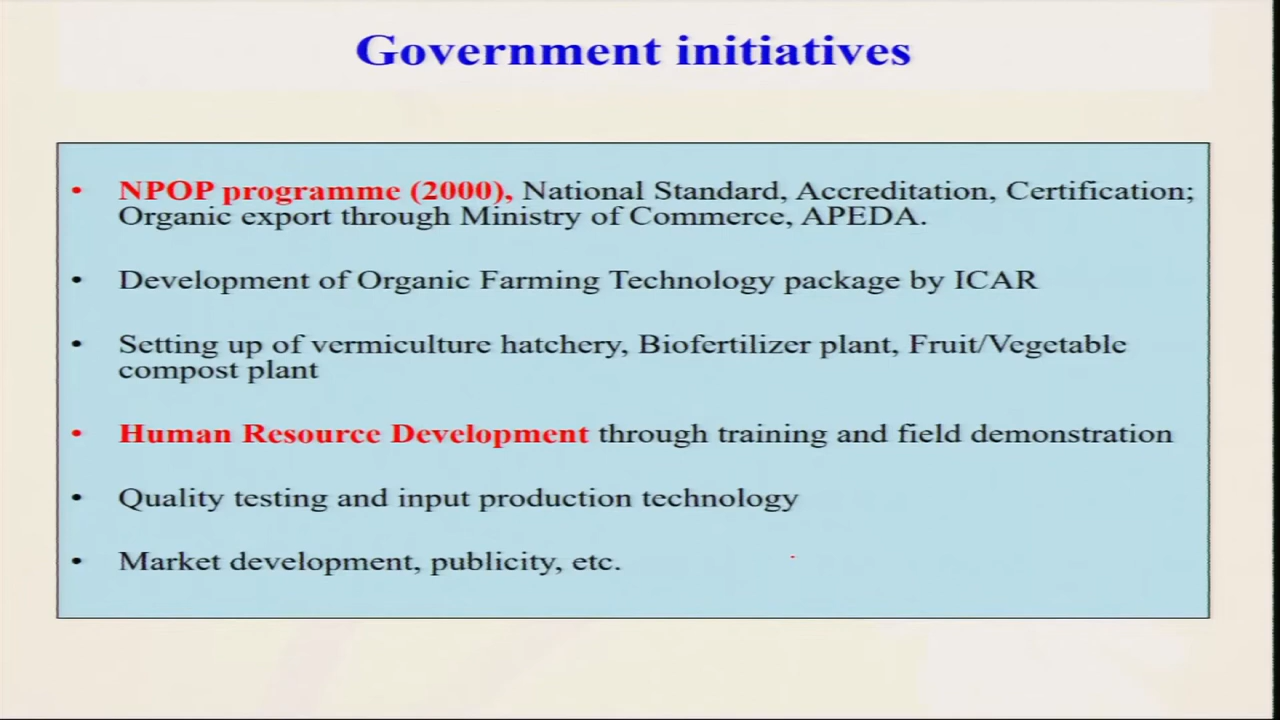 Government initiatives
• NPOP programme (2000), National Standard, Accreditation, Certification;
Organic export through Ministry of Commerce, APEDA.
• Development of Organic Farming Technology package by ICAR
• Setting up of vermiculture hatchery, Biofertilizer plant, Fruit/Vegetable
compost plant
• Human Resource Development through training and field demonstration
• Quality testing and input production technology
• Market development, publicity, etc.